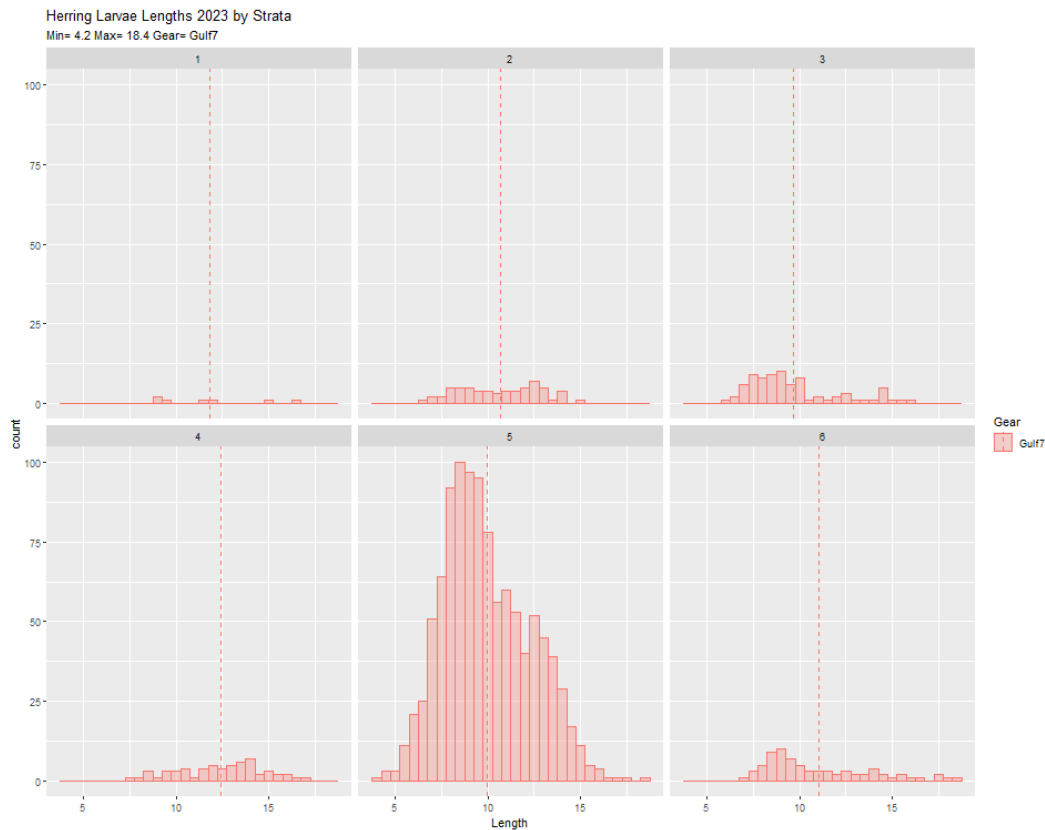 Herring Larvae Lengths 2023 by Strata
Min= 4.2 Max= 18.4 Gear= Gulf7
1 2 3
100
75
50
25
0
4 5 6
100
75
50
25
0
5 10 15 5 10 15 5 10 15
Length
count
Gear
Gulf7